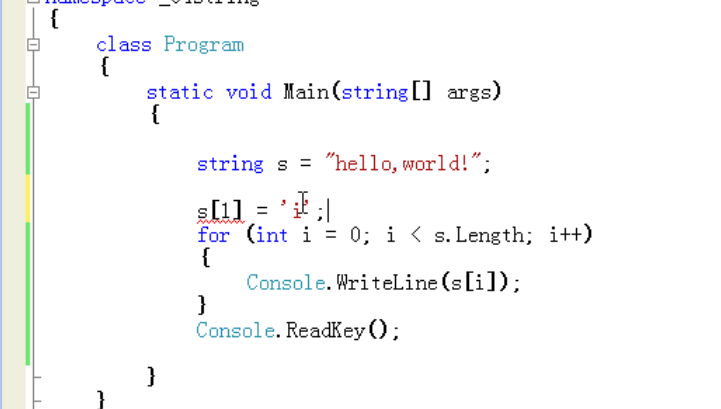 {
class Program
{
static void Main(string[] args)
{
string s = "hello,world!";
s[1] = 'i';
for (int i = 0; i < s.Length; i++)
{
Console.WriteLine(s[i]);
}
Console.ReadKey();
}
}